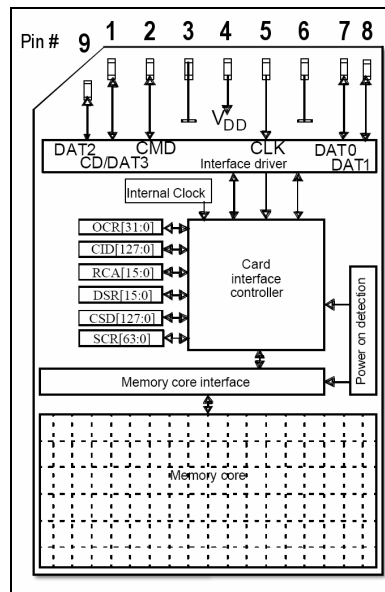 Pin # 9 1 2 3 4 5 6 7 8
V_DD
DAT2 CMD CLK DAT0
CD/DAT3 Interface driver DAT1
Internal Clock
OCR[31:0]
CID[127:0]
RCA[15:0]
DSR[15:0]
CSD[127:0]
SCR[63:0]
Card
interface
controller
Power on detection
Memory core interface
Memory core